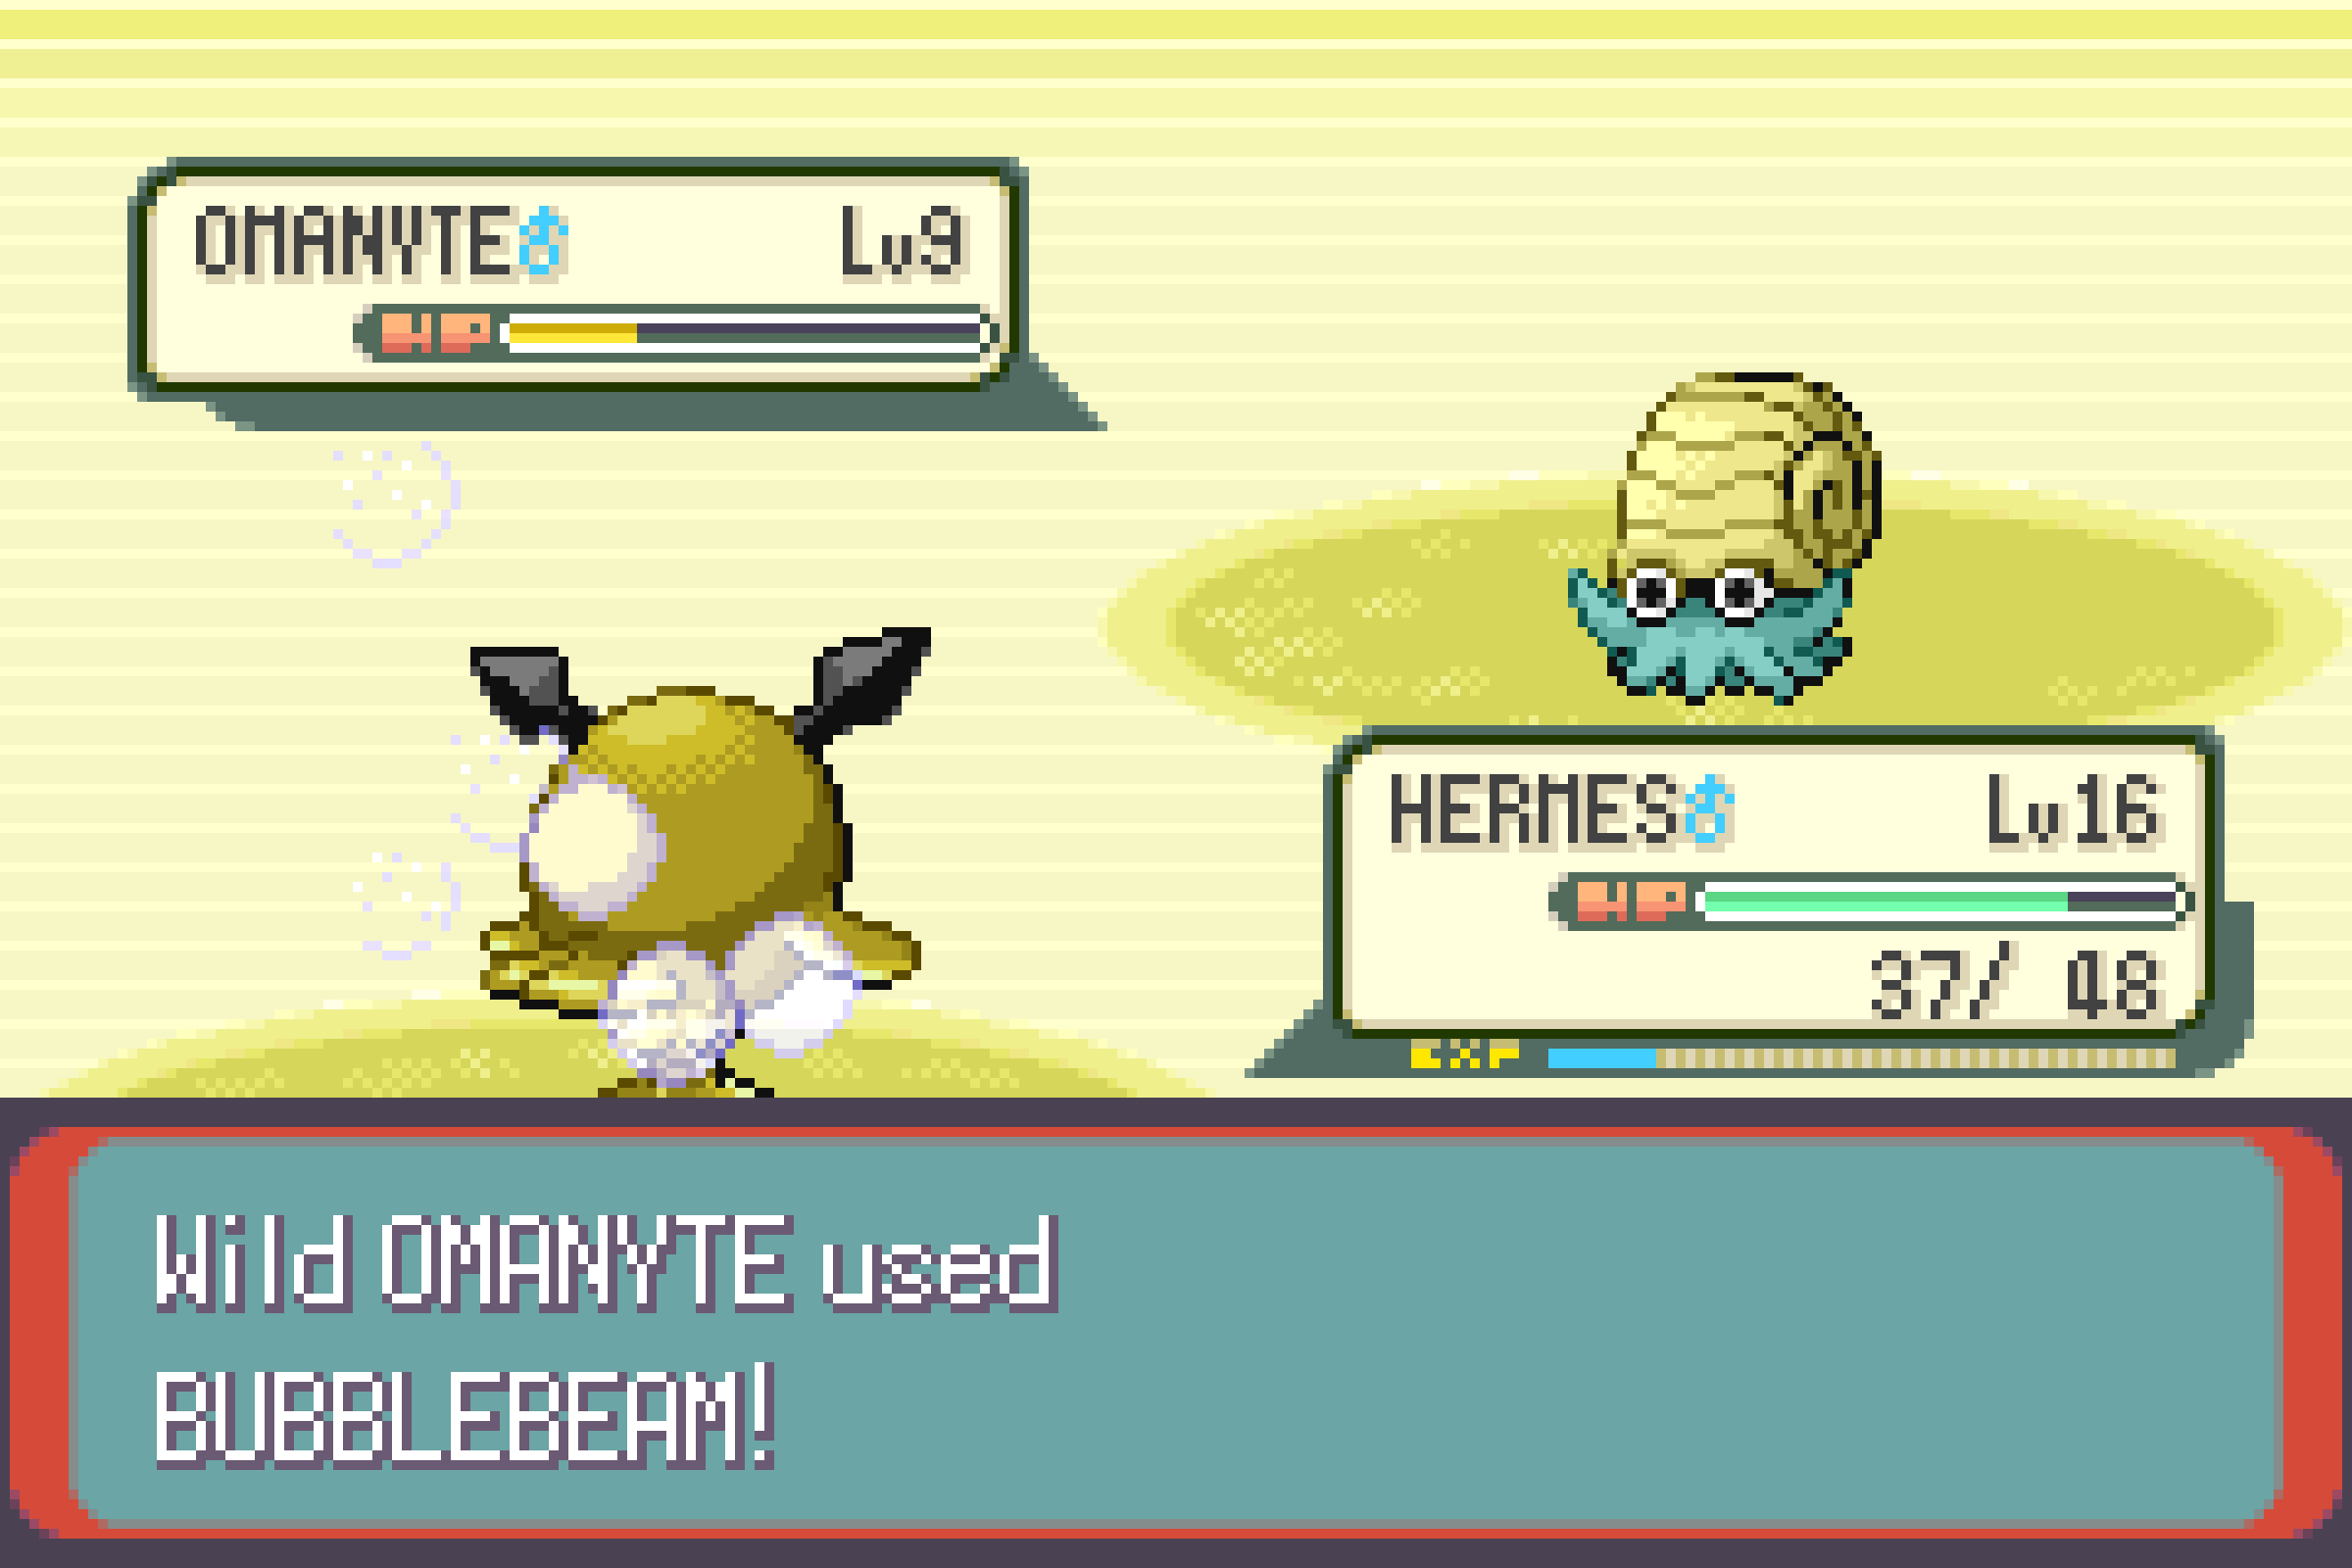 OMANYTE♂ Lv9
HP
HERMES♂ Lv16
HP
37/ 48
EXP
Wild OMANYTE used
BUBBLEBEAM!